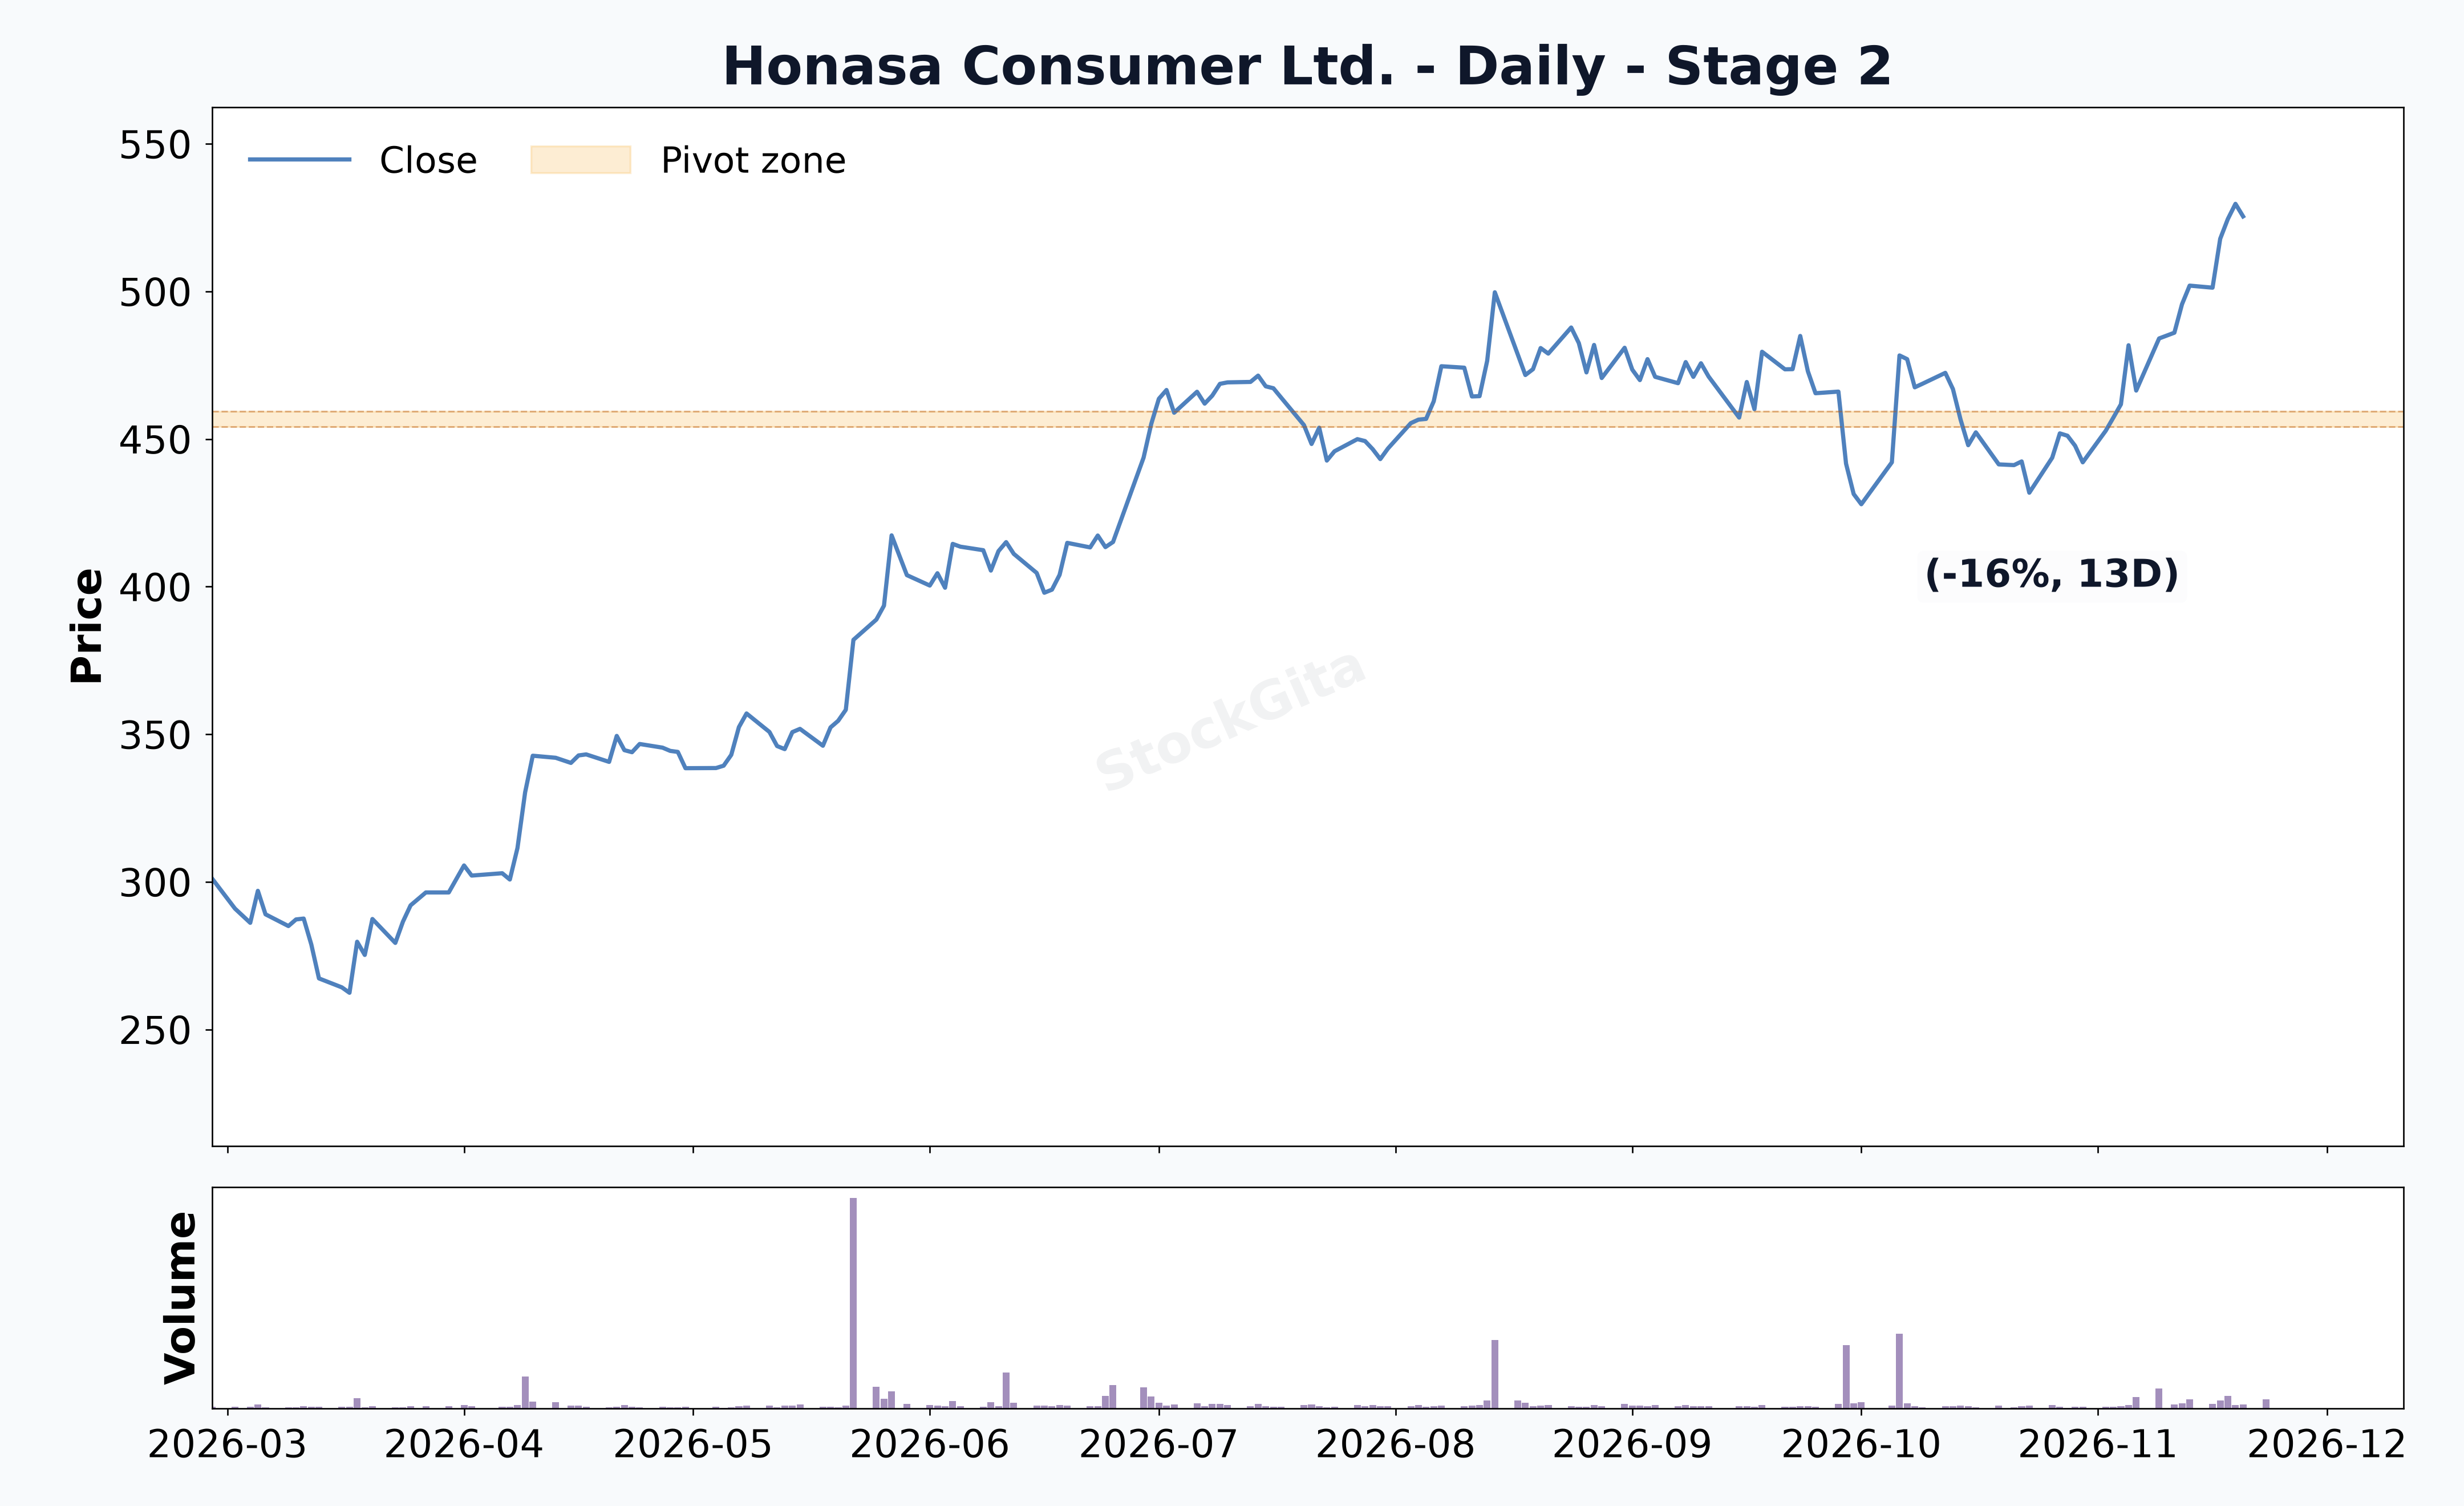 Honasa Consumer Ltd. - Daily - Stage 2
Close Pivot zone
550
500
450
400
350
300
250
Price
(-16%, 13D)
StockGita
Volume
2026-03 2026-04 2026-05 2026-06 2026-07 2026-08 2026-09 2026-10 2026-11 2026-12